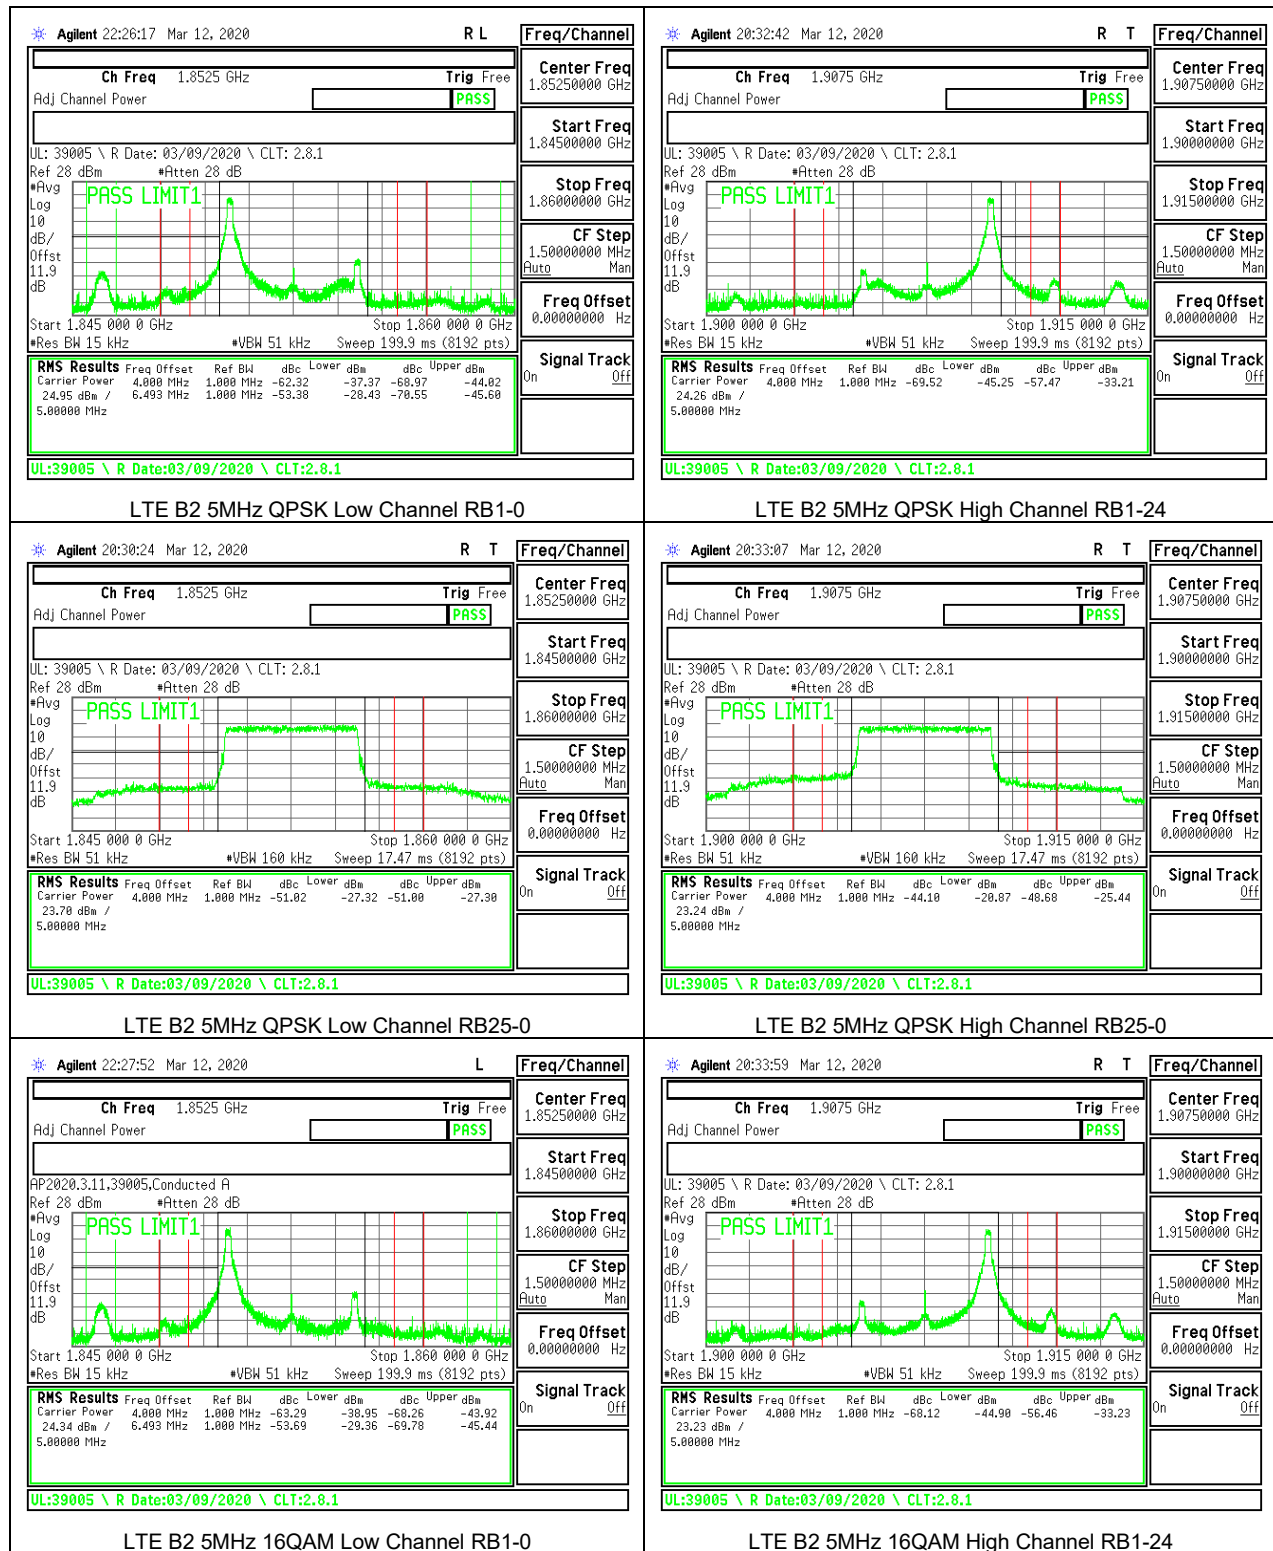 Agilent 22:26:17 Mar 12, 2020 R L
Freq/Channel
Ch Freq 1.8525 GHz Trig Free
Adj Channel Power PASS
UL: 39005 \ R Date: 03/09/2020 \ CLT: 2.8.1
Ref 28 dBm #Atten 28 dB
#Avg
Log
10
dB/
Offst
11.9
dB
PASS LIMIT1
Start 1.845 000 0 GHz Stop 1.860 000 0 GHz
#Res BW 15 kHz #VBW 51 kHz Sweep 199.9 ms (8192 pts)
RMS Results Freq Offset Ref BW dBc Lower dBm dBc Upper dBm
Carrier Power 4.000 MHz 1.000 MHz -62.32 -37.37 -68.97 -44.02
24.95 dBm / 6.493 MHz 1.000 MHz -53.38 -28.43 -70.55 -45.60
5.00000 MHz
UL:39005 \ R Date:03/09/2020 \ CLT:2.8.1
Center Freq
1.85250000 GHz
Start Freq
1.84500000 GHz
Stop Freq
1.86000000 GHz
CF Step
1.50000000 MHz
Auto Man
Freq Offset
0.00000000 Hz
Signal Track
On Off
LTE B2 5MHz QPSK Low Channel RB1-0
Agilent 20:32:42 Mar 12, 2020 R T
Freq/Channel
Ch Freq 1.9075 GHz Trig Free
Adj Channel Power PASS
UL: 39005 \ R Date: 03/09/2020 \ CLT: 2.8.1
Ref 28 dBm #Atten 28 dB
#Avg
Log
10
dB/
Offst
11.9
dB
PASS LIMIT1
Start 1.900 000 0 GHz Stop 1.915 000 0 GHz
#Res BW 15 kHz #VBW 51 kHz Sweep 199.9 ms (8192 pts)
RMS Results Freq Offset Ref BW dBc Lower dBm dBc Upper dBm
Carrier Power 4.000 MHz 1.000 MHz -69.52 -45.25 -57.47 -33.21
24.26 dBm /
5.00000 MHz
UL:39005 \ R Date:03/09/2020 \ CLT:2.8.1
Center Freq
1.90750000 GHz
Start Freq
1.90000000 GHz
Stop Freq
1.91500000 GHz
CF Step
1.50000000 MHz
Auto Man
Freq Offset
0.00000000 Hz
Signal Track
On Off
LTE B2 5MHz QPSK High Channel RB1-24
Agilent 20:30:24 Mar 12, 2020 R T
Freq/Channel
Ch Freq 1.8525 GHz Trig Free
Adj Channel Power PASS
UL: 39005 \ R Date: 03/09/2020 \ CLT: 2.8.1
Ref 28 dBm #Atten 28 dB
#Avg
Log
10
dB/
Offst
11.9
dB
PASS LIMIT1
Start 1.845 000 0 GHz Stop 1.860 000 0 GHz
#Res BW 51 kHz #VBW 160 kHz Sweep 17.47 ms (8192 pts)
RMS Results Freq Offset Ref BW dBc Lower dBm dBc Upper dBm
Carrier Power 4.000 MHz 1.000 MHz -51.02 -27.32 -51.00 -27.30
23.70 dBm /
5.00000 MHz
UL:39005 \ R Date:03/09/2020 \ CLT:2.8.1
Center Freq
1.85250000 GHz
Start Freq
1.84500000 GHz
Stop Freq
1.86000000 GHz
CF Step
1.50000000 MHz
Auto Man
Freq Offset
0.00000000 Hz
Signal Track
On Off
LTE B2 5MHz QPSK Low Channel RB25-0
Agilent 20:33:07 Mar 12, 2020 R T
Freq/Channel
Ch Freq 1.9075 GHz Trig Free
Adj Channel Power PASS
UL: 39005 \ R Date: 03/09/2020 \ CLT: 2.8.1
Ref 28 dBm #Atten 28 dB
#Avg
Log
10
dB/
Offst
11.9
dB
PASS LIMIT1
Start 1.900 000 0 GHz Stop 1.915 000 0 GHz
#Res BW 51 kHz #VBW 160 kHz Sweep 17.47 ms (8192 pts)
RMS Results Freq Offset Ref BW dBc Lower dBm dBc Upper dBm
Carrier Power 4.000 MHz 1.000 MHz -44.10 -20.87 -48.68 -25.44
23.24 dBm /
5.00000 MHz
UL:39005 \ R Date:03/09/2020 \ CLT:2.8.1
Center Freq
1.90750000 GHz
Start Freq
1.90000000 GHz
Stop Freq
1.91500000 GHz
CF Step
1.50000000 MHz
Auto Man
Freq Offset
0.00000000 Hz
Signal Track
On Off
LTE B2 5MHz QPSK High Channel RB25-0
Agilent 22:27:52 Mar 12, 2020 L
Freq/Channel
Ch Freq 1.8525 GHz Trig Free
Adj Channel Power PASS
AP2020.3.11,39005,Conducted A
Ref 28 dBm #Atten 28 dB
#Avg
Log
10
dB/
Offst
11.9
dB
PASS LIMIT1
Start 1.845 000 0 GHz Stop 1.860 000 0 GHz
#Res BW 15 kHz #VBW 51 kHz Sweep 199.9 ms (8192 pts)
RMS Results Freq Offset Ref BW dBc Lower dBm dBc Upper dBm
Carrier Power 4.000 MHz 1.000 MHz -63.29 -38.95 -68.26 -43.92
24.34 dBm / 6.493 MHz 1.000 MHz -53.69 -29.36 -69.78 -45.44
5.00000 MHz
UL:39005 \ R Date:03/09/2020 \ CLT:2.8.1
Center Freq
1.85250000 GHz
Start Freq
1.84500000 GHz
Stop Freq
1.86000000 GHz
CF Step
1.50000000 MHz
Auto Man
Freq Offset
0.00000000 Hz
Signal Track
On Off
LTE B2 5MHz 16QAM Low Channel RB1-0
Agilent 20:33:59 Mar 12, 2020 R T
Freq/Channel
Ch Freq 1.9075 GHz Trig Free
Adj Channel Power PASS
UL: 39005 \ R Date: 03/09/2020 \ CLT: 2.8.1
Ref 28 dBm #Atten 28 dB
#Avg
Log
10
dB/
Offst
11.9
dB
PASS LIMIT1
Start 1.900 000 0 GHz Stop 1.915 000 0 GHz
#Res BW 15 kHz #VBW 51 kHz Sweep 199.9 ms (8192 pts)
RMS Results Freq Offset Ref BW dBc Lower dBm dBc Upper dBm
Carrier Power 4.000 MHz 1.000 MHz -68.12 -44.90 -56.46 -33.23
23.23 dBm /
5.00000 MHz
UL:39005 \ R Date:03/09/2020 \ CLT:2.8.1
Center Freq
1.90750000 GHz
Start Freq
1.90000000 GHz
Stop Freq
1.91500000 GHz
CF Step
1.50000000 MHz
Auto Man
Freq Offset
0.00000000 Hz
Signal Track
On Off
LTE B2 5MHz 16QAM High Channel RB1-24